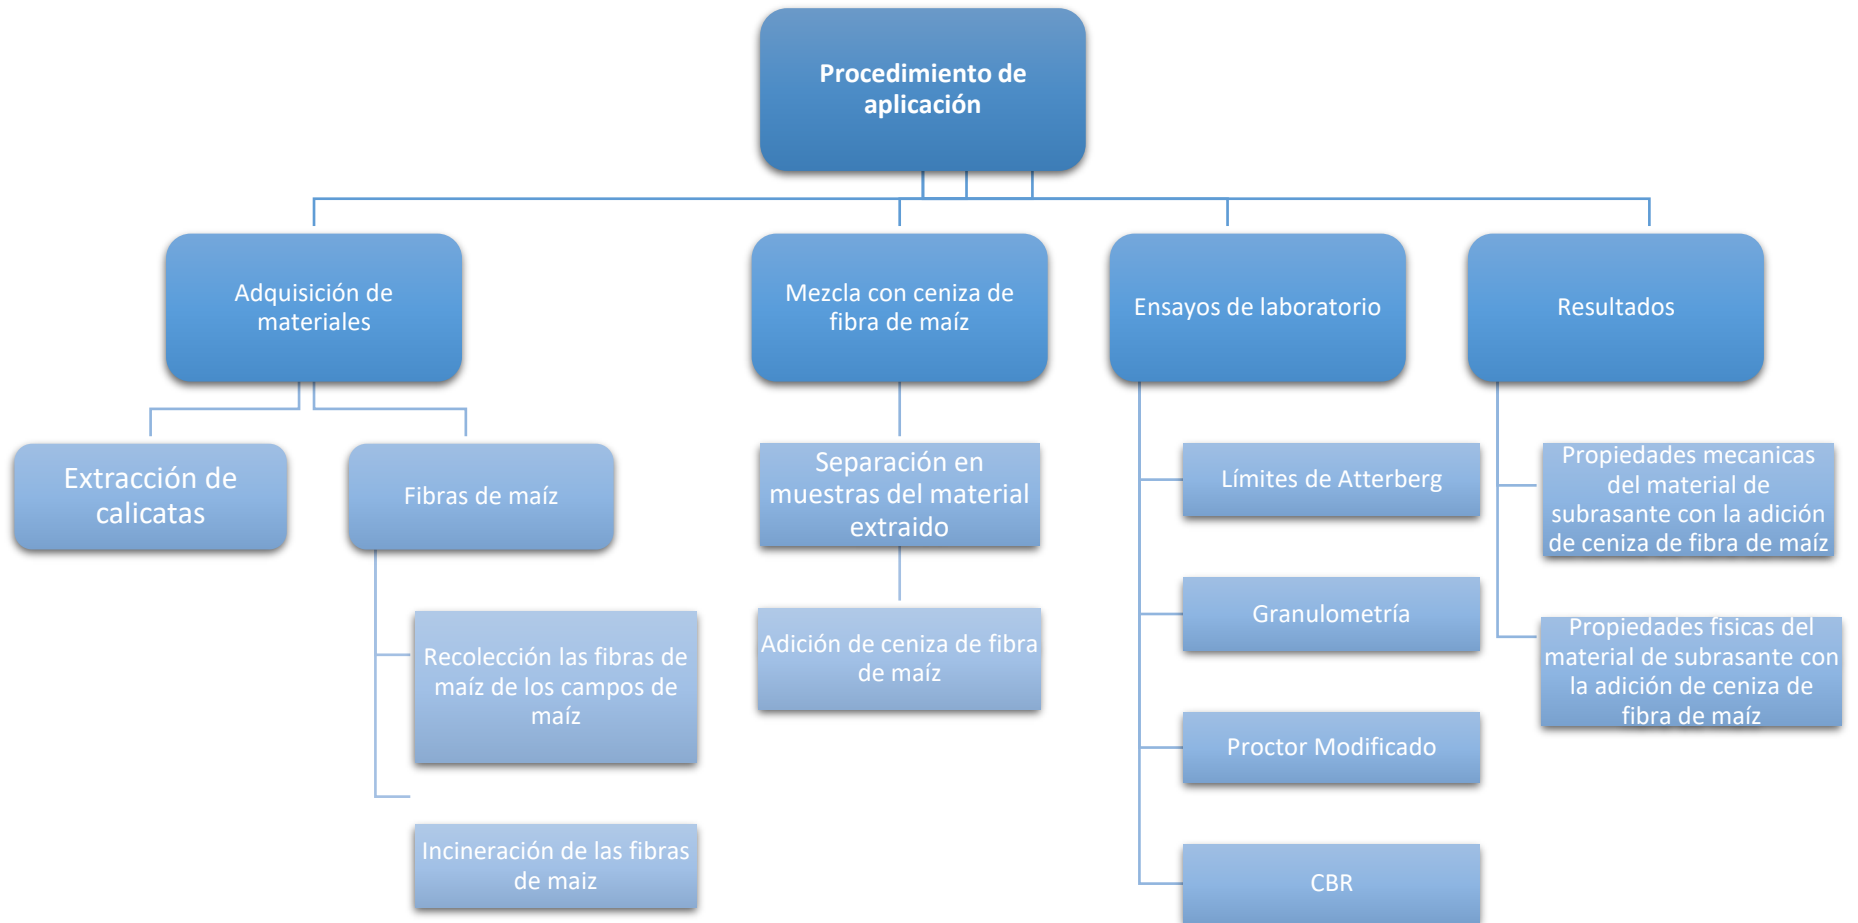 Procedimiento de
aplicación
Adquisición de
materiales
Mezcla con ceniza de
fibra de maíz
Ensayos de laboratorio
Resultados
Extracción de
calicatas
Fibras de maíz
Recolección las fibras de
maíz de los campos de
maíz
Incineración de las fibras
de maiz
Separación en
muestras del material
extraido
Adición de ceniza de fibra
de maíz
Límites de Atterberg
Granulometría
Proctor Modificado
CBR
Propiedades mecanicas
del material de
subrasante con la adición
de ceniza de fibra de maíz
Propiedades fisicas del
material de subrasante con
la adición de ceniza de
fibra de maíz